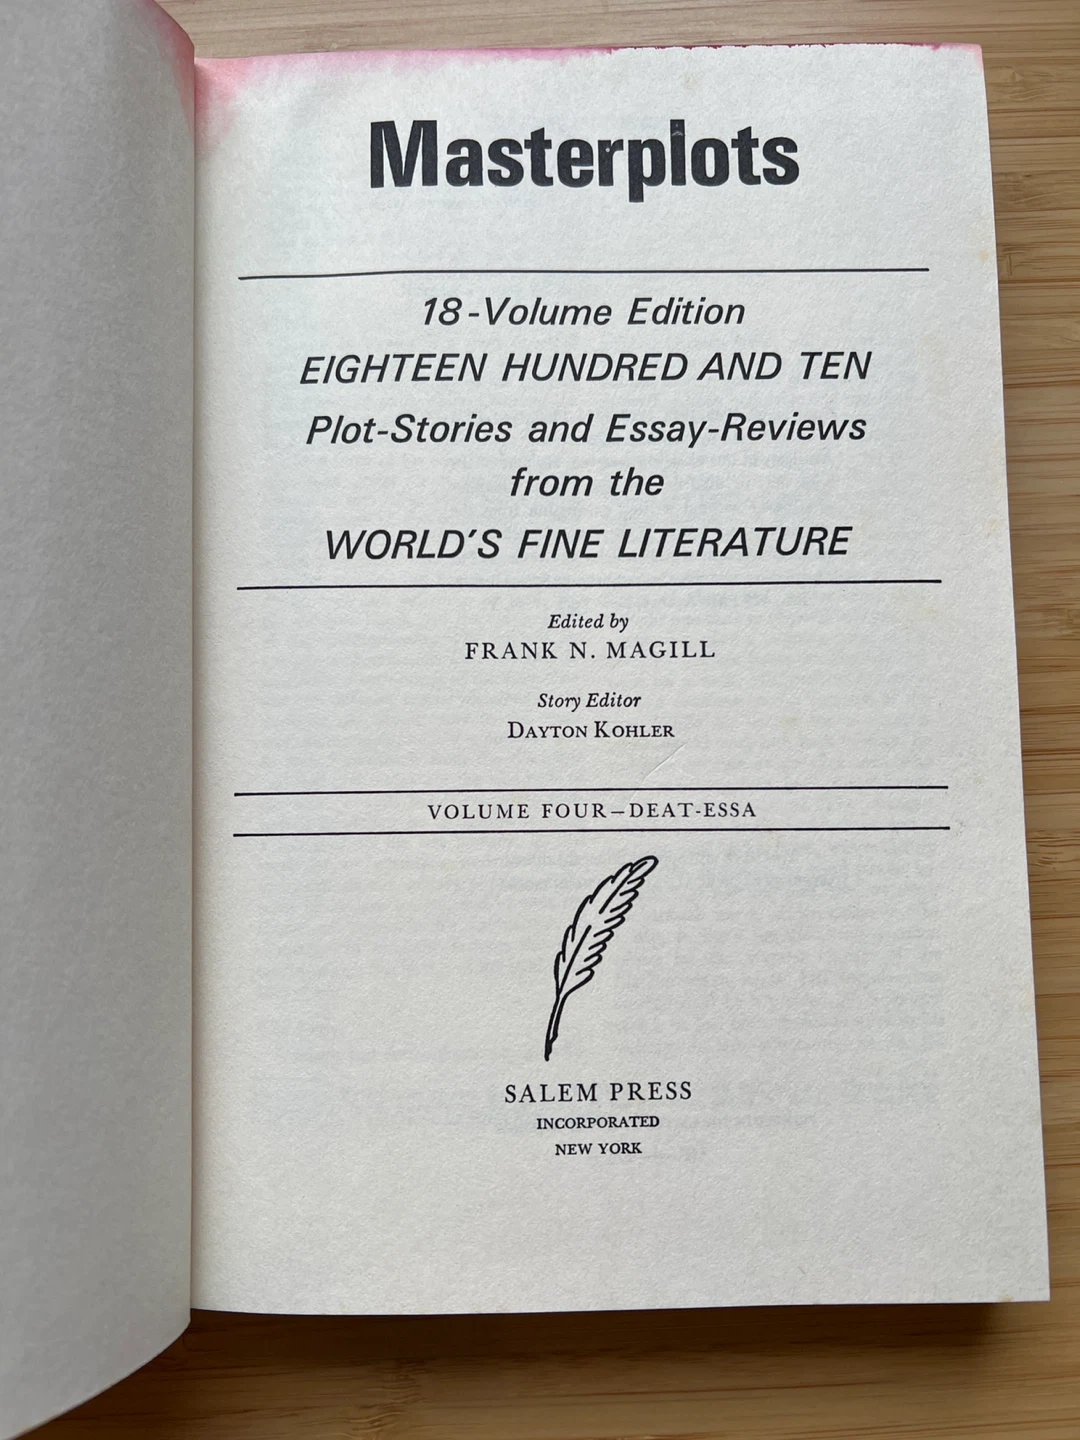 Masterplots
18-Volume Edition
EIGHTEEN HUNDRED AND TEN
Plot-Stories and Essay-Reviews
from the
WORLD'S FINE LITERATURE
Edited by
FRANK N. MAGILL
Story Editor
DAYTON KOHLER
VOLUME FOUR—DEAT-ESSA
SALEM PRESS
INCORPORATED
NEW YORK